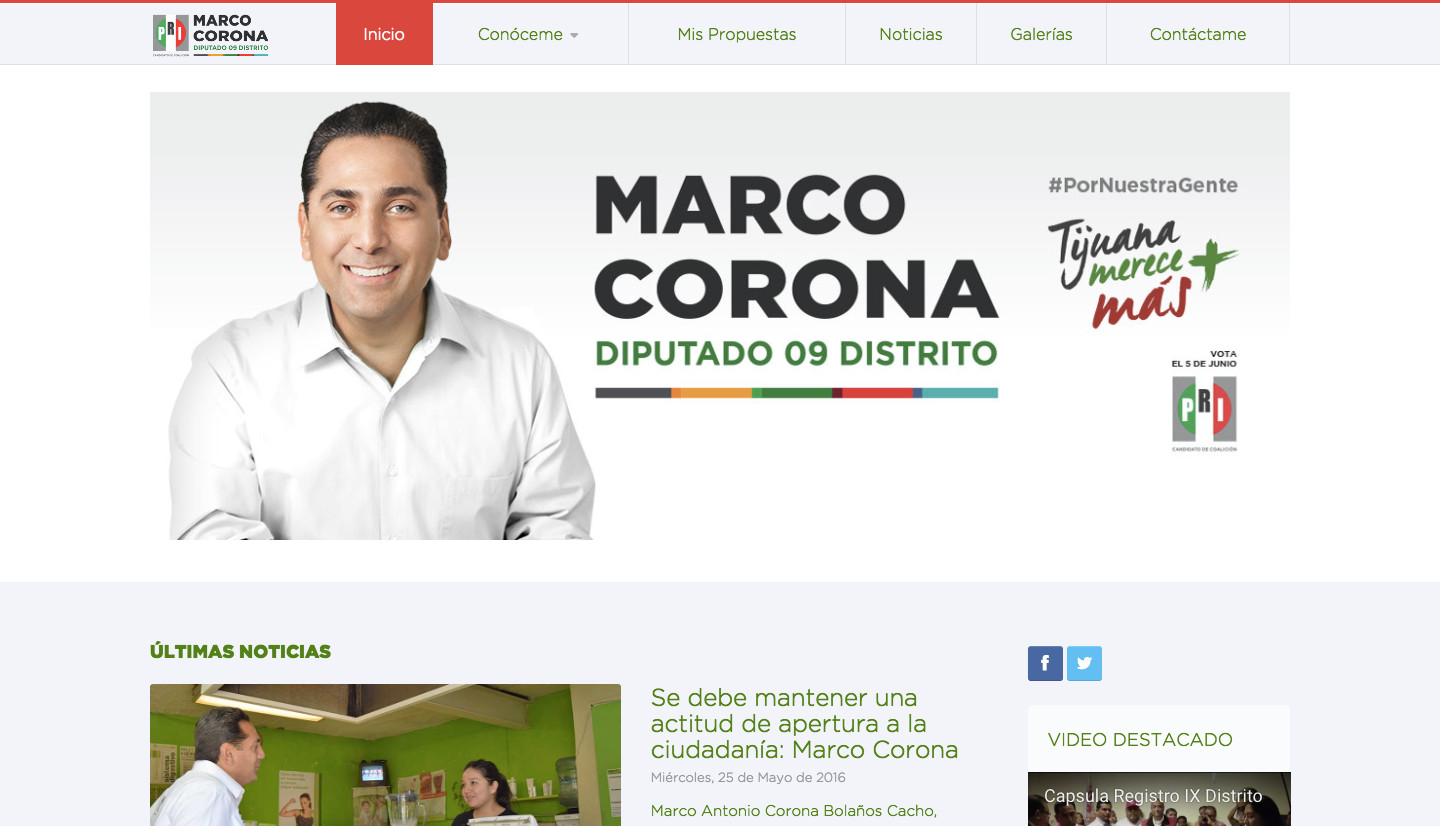 PRI
MARCO
CORONA
DIPUTADO 09 DISTRITO
CANDIDATO DE COALICIÓN
Inicio
Conóceme
Mis Propuestas
Noticias
Galerías
Contáctame
MARCO
CORONA
DIPUTADO 09 DISTRITO
#PorNuestraGente
Tijuana
merece
más
VOTA
EL 5 DE JUNIO
PRI
CANDIDATO DE COALICIÓN
ÚLTIMAS NOTICIAS
Se debe mantener una
actitud de apertura a la
ciudadanía: Marco Corona
Miércoles, 25 de Mayo de 2016
Marco Antonio Corona Bolaños Cacho,
VIDEO DESTACADO
Capsula Registro IX Distrito